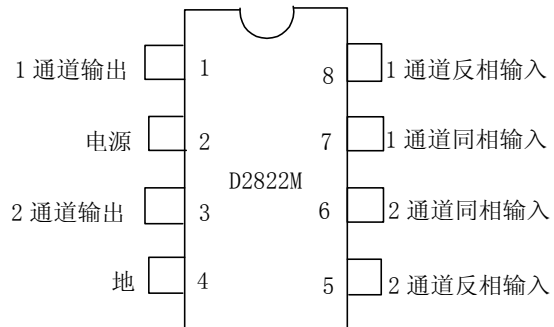 1 通道输出 1 8 1 通道反相输入
电源 2 7 1 通道同相输入
D2822M
2 通道输出 3 6 2 通道同相输入
地 4 5 2 通道反相输入